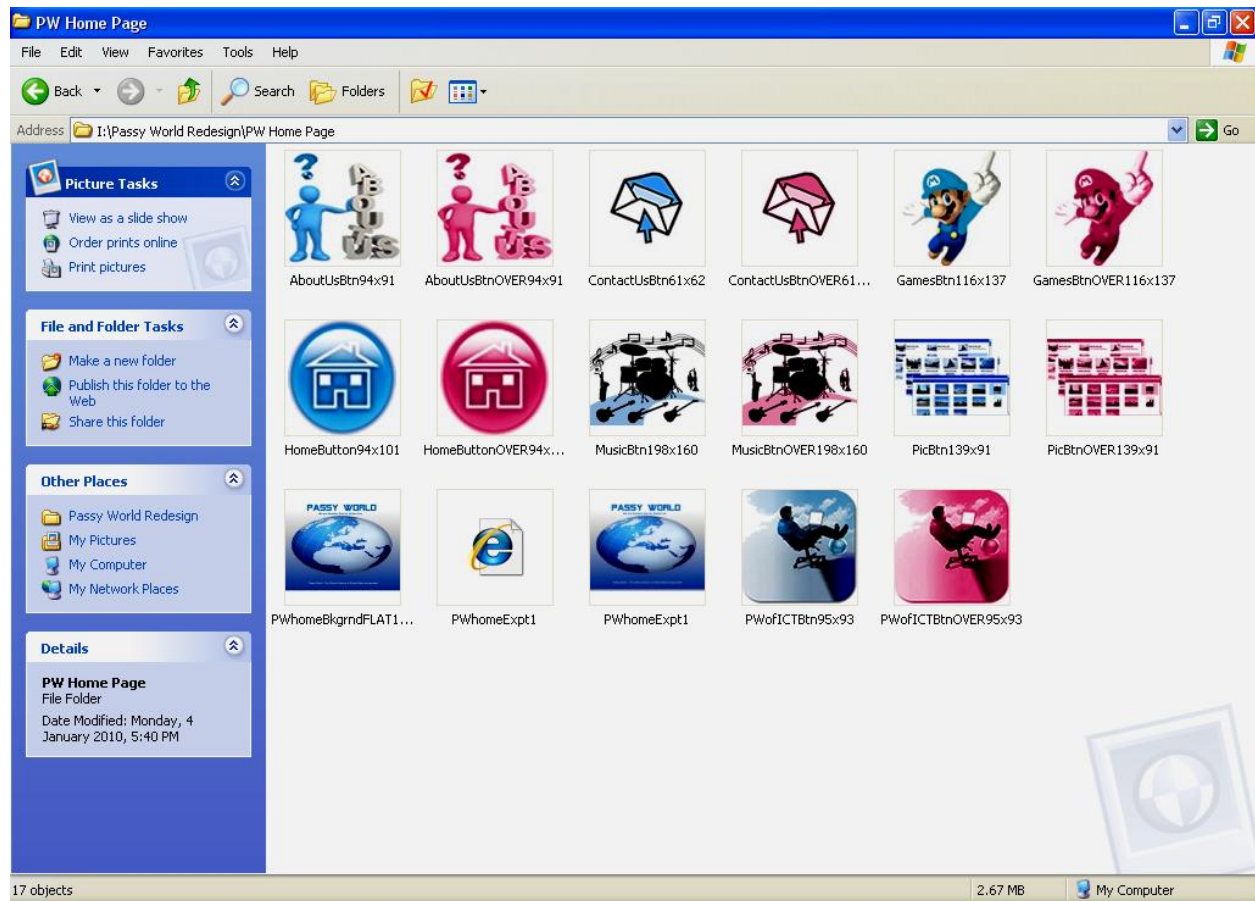 PW Home Page
File Edit View Favorites Tools Help
Back Search Folders
Address I:\Passy World Redesign\PW Home Page Go
Picture Tasks
View as a slide show
Order prints online
Print pictures
File and Folder Tasks
Make a new folder
Publish this folder to the
Web
Share this folder
Other Places
Passy World Redesign
My Pictures
My Computer
My Network Places
Details
PW Home Page
File Folder
Date Modified: Monday, 4
January 2010, 5:40 PM
ABOUT US ABOUT US
AboutUsBtn94x91 AboutUsBtnOVER94x91 ContactUsBtn61x62 ContactUsBtnOVER61... GamesBtn116x137 GamesBtnOVER116x137
HomeButton94x101 HomeButtonOVER94x... MusicBtn198x160 MusicBtnOVER198x160 PicBtn139x91 PicBtnOVER139x91
PASSY WORLD PASSY WORLD
PWhomeBkgrndFLAT1... PWhomeExpt1 PWhomeExpt1 PWofICTBtn95x93 PWofICTBtnOVER95x93
17 objects 2.67 MB My Computer